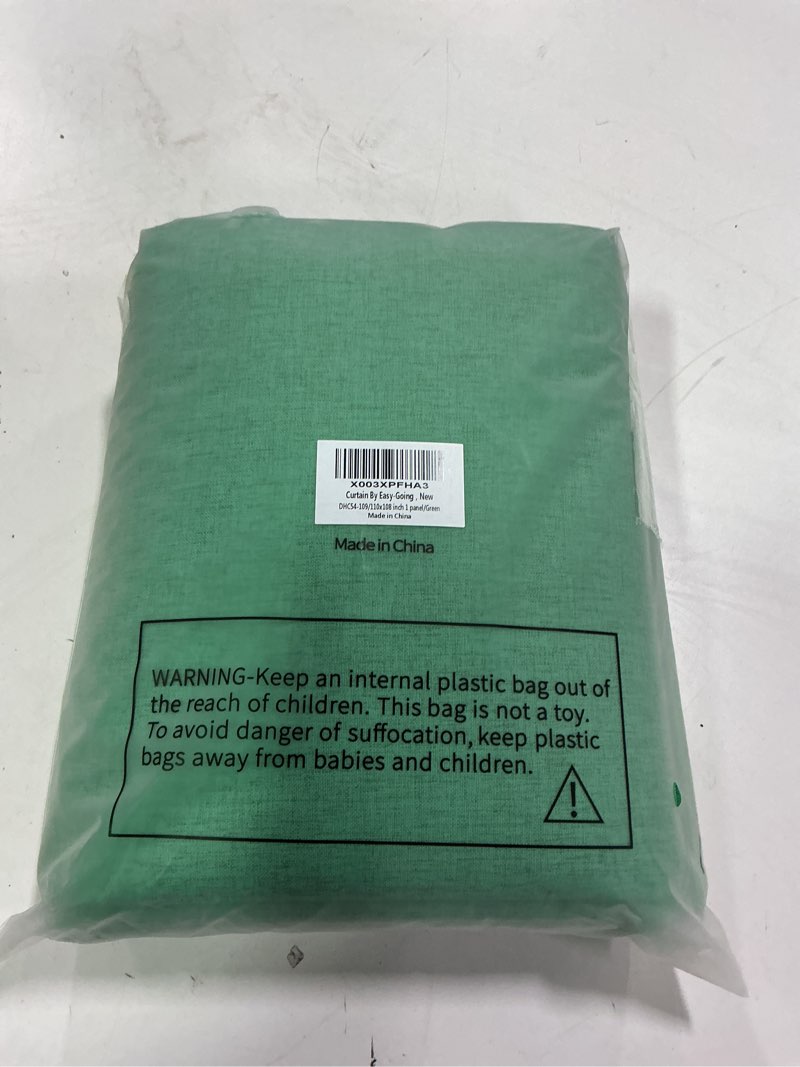 X003XPFHA3
Curtain By Easy-Going , New
DHC54-109/110x108 inch 1 panel/Green
Made in China
Made in China
WARNING-Keep an internal plastic bag out of
the reach of children. This bag is not a toy.
To avoid danger of suffocation, keep plastic
bags away from babies and children.